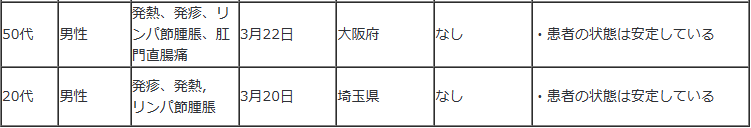 50代 男性 発熱、発疹、リ
ンパ節腫脹、肛
門直腸痛 3月22日 大阪府 なし ・患者の状態は安定している
20代 男性 発疹、発熱,
リンパ節腫脹 3月20日 埼玉県 なし ・患者の状態は安定している